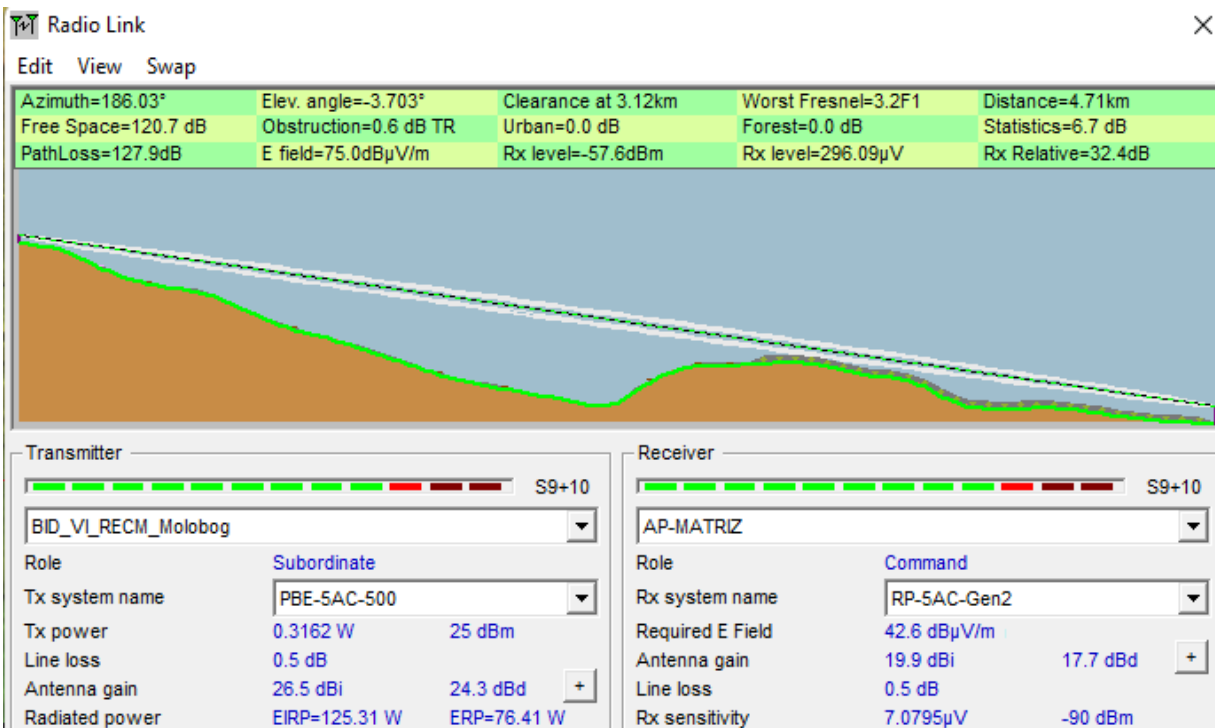 Radio Link
Edit View Swap
Azimuth=186.03° Elev. angle=-3.703° Clearance at 3.12km Worst Fresnel=3.2F1 Distance=4.71km
Free Space=120.7 dB Obstruction=0.6 dB TR Urban=0.0 dB Forest=0.0 dB Statistics=6.7 dB
PathLoss=127.9dB E field=75.0dBµV/m Rx level=-57.6dBm Rx level=296.09µV Rx Relative=32.4dB
Transmitter
S9+10
BID_VI_RECM_Molobog
Role Subordinate
Tx system name PBE-5AC-500
Tx power 0.3162 W 25 dBm
Line loss 0.5 dB
Antenna gain 26.5 dBi 24.3 dBd +
Radiated power EIRP=125.31 W ERP=76.41 W
Receiver
S9+10
AP-MATRIZ
Role Command
Rx system name RP-5AC-Gen2
Required E Field 42.6 dBµV/m
Antenna gain 19.9 dBi 17.7 dBd +
Line loss 0.5 dB
Rx sensitivity 7.0795µV -90 dBm